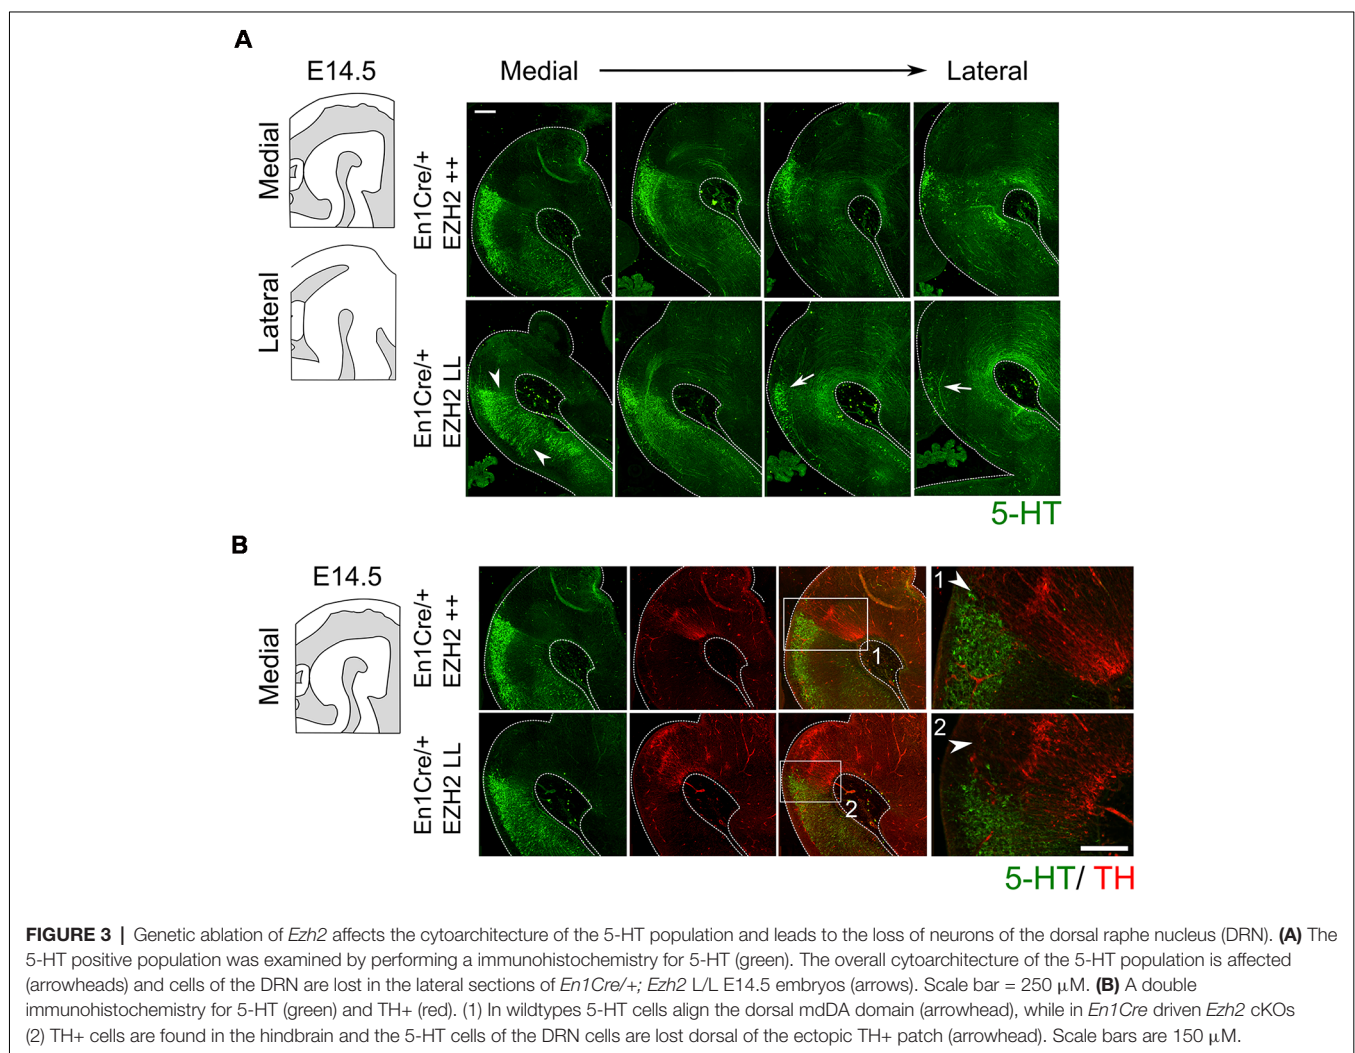 A
E14.5
Medial
Lateral
Medial
Lateral
En1Cre/+
EZH2 ++
En1Cre/+
EZH2 LL
5-HT
B
E14.5
Medial
En1Cre/+
EZH2 ++
1
1
En1Cre/+
EZH2 LL
2
2
5-HT/ TH
FIGURE 3 | Genetic ablation of Ezh2 affects the cytoarchitecture of the 5-HT population and leads to the loss of neurons of the dorsal raphe nucleus (DRN). (A) The
5-HT positive population was examined by performing a immunohistochemistry for 5-HT (green). The overall cytoarchitecture of the 5-HT population is affected
(arrowheads) and cells of the DRN are lost in the lateral sections of En1Cre/+; Ezh2 L/L E14.5 embryos (arrows). Scale bar = 250 μM. (B) A double
immunohistochemistry for 5-HT (green) and TH+ (red). (1) In wildtypes 5-HT cells align the dorsal mdDA domain (arrowhead), while in En1Cre driven Ezh2 cKOs
(2) TH+ cells are found in the hindbrain and the 5-HT cells of the DRN cells are lost dorsal of the ectopic TH+ patch (arrowhead). Scale bars are 150 μM.